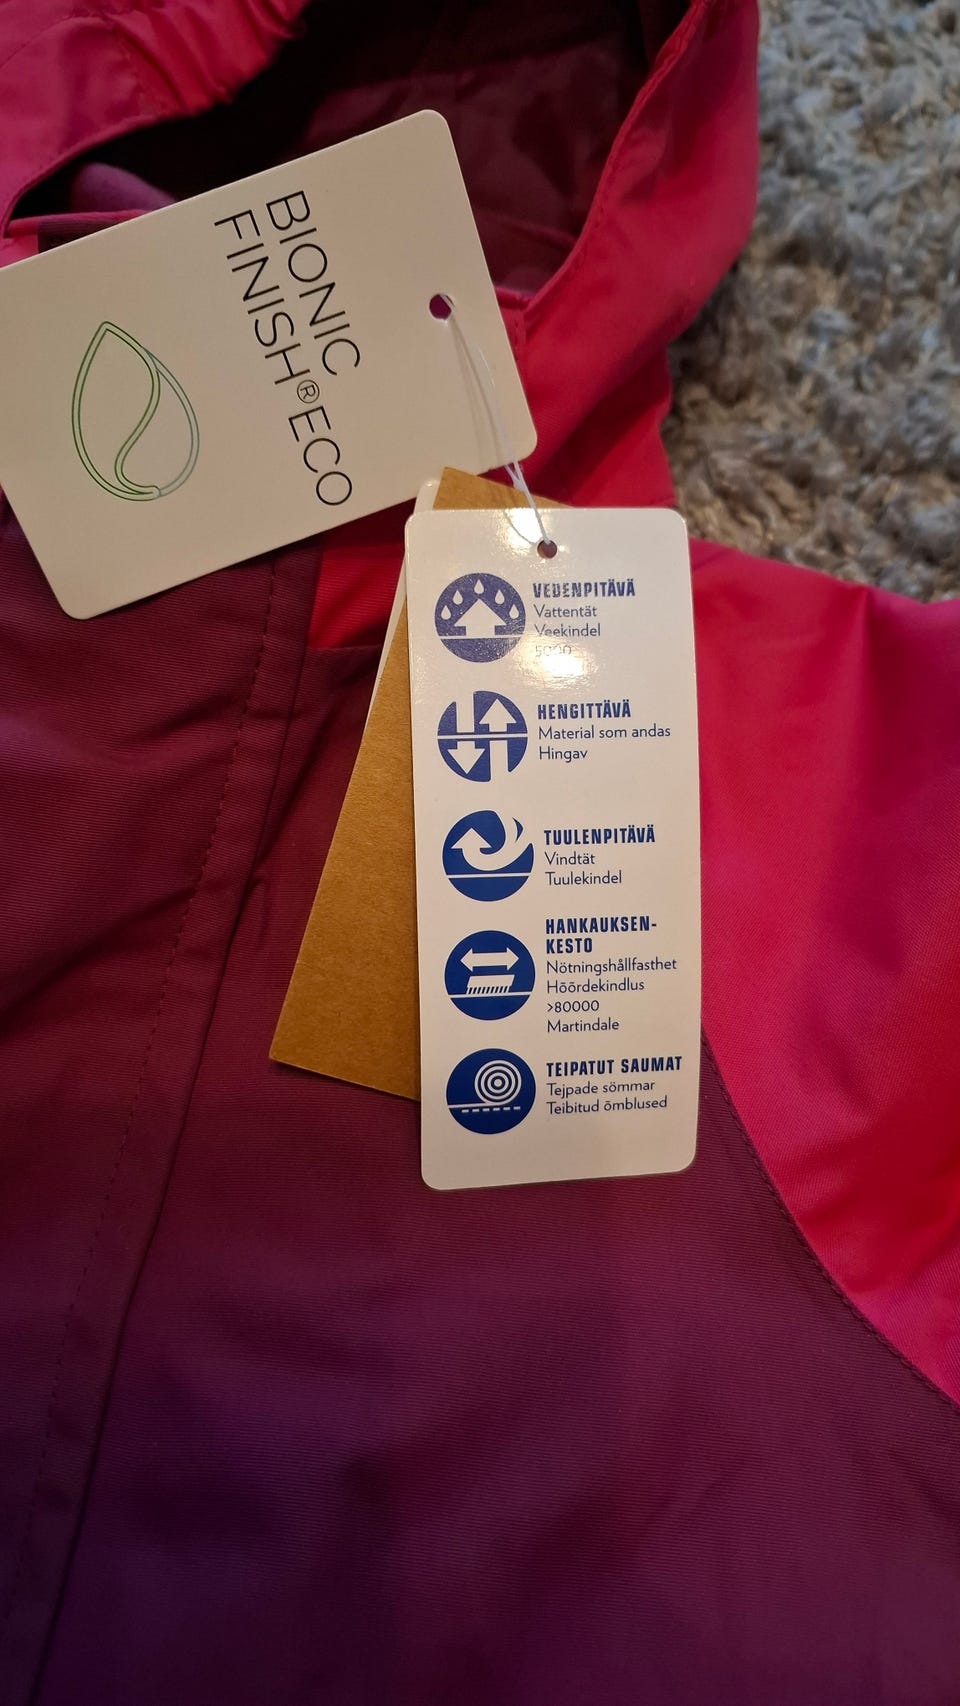 BIONIC
FINISH®ECO
VEDENPITÄVÄ
Vattentät
Veekindel
5000
HENGITTÄVÄ
Material som andas
Hingav
TUULENPITÄVÄ
Vindtät
Tuulekindel
HANKAUKSEN-
KESTO
Nötningshållfasthet
Hõõrdekindlus
>80000
Martindale
TEIPATUT SAUMAT
Tejpade sömmar
Teibitud õmblused